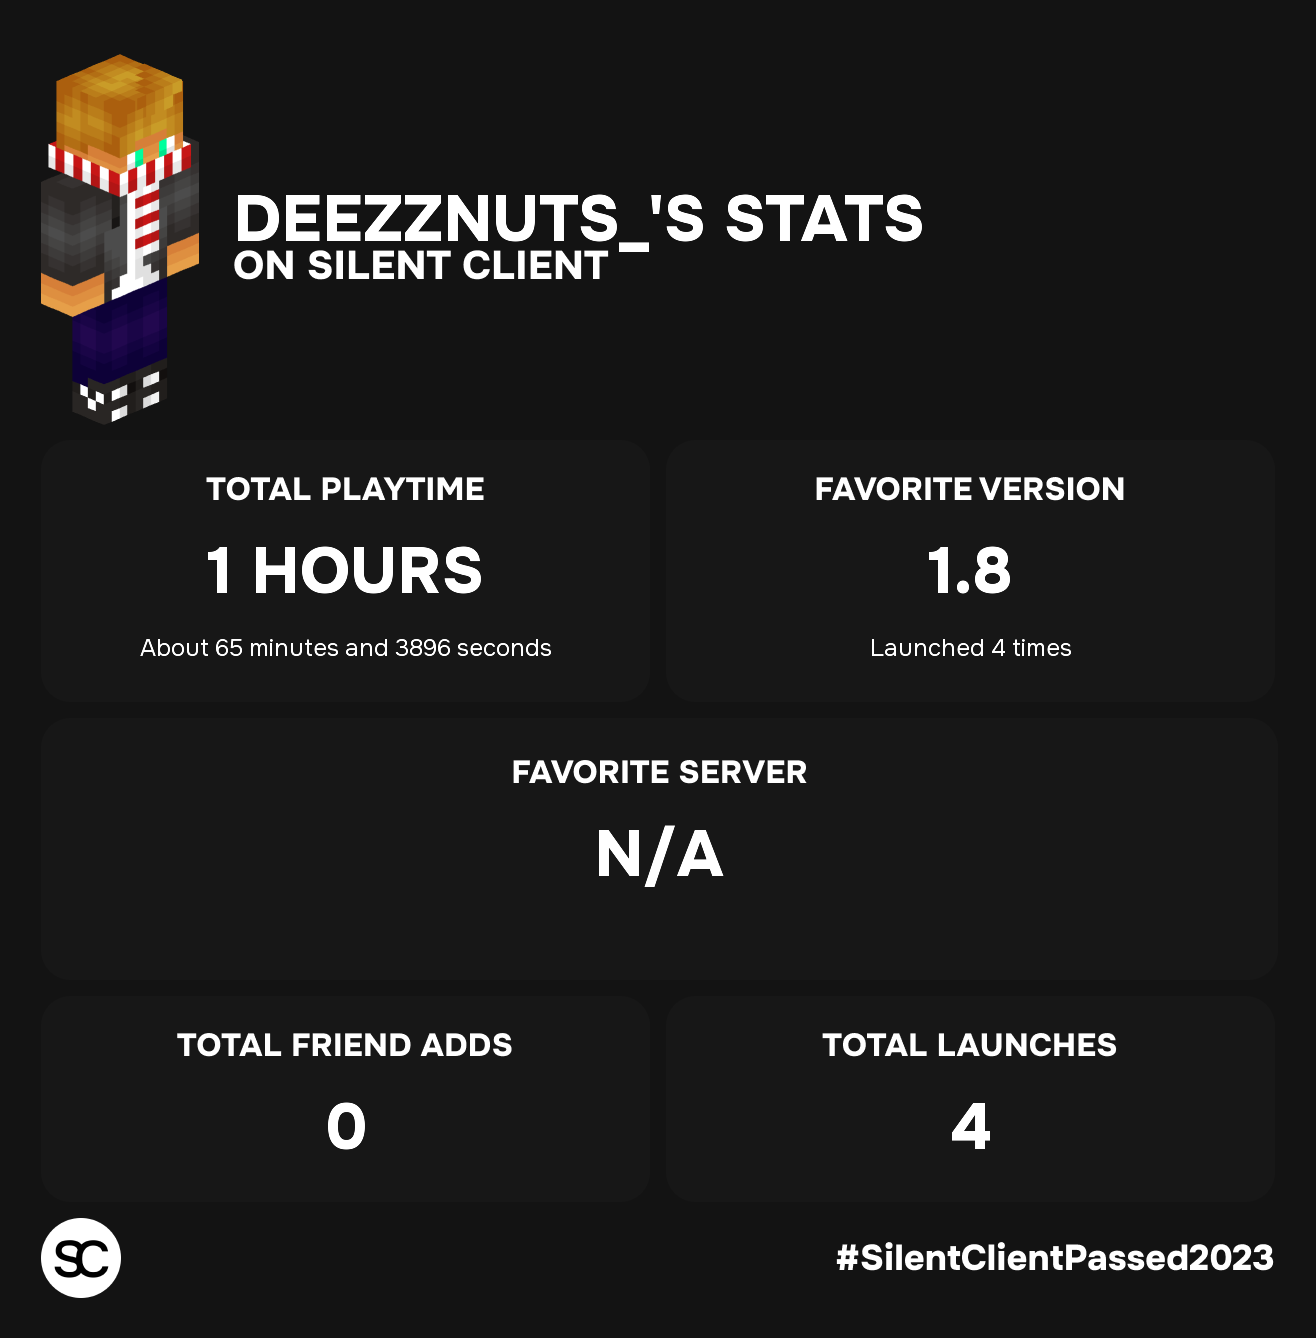 DEEZZNUTS_'S STATS
ON SILENT CLIENT
TOTAL PLAYTIME
1 HOURS
About 65 minutes and 3896 seconds
FAVORITE VERSION
1.8
Launched 4 times
FAVORITE SERVER
N/A
TOTAL FRIEND ADDS
0
TOTAL LAUNCHES
4
SC
#SilentClientPassed2023